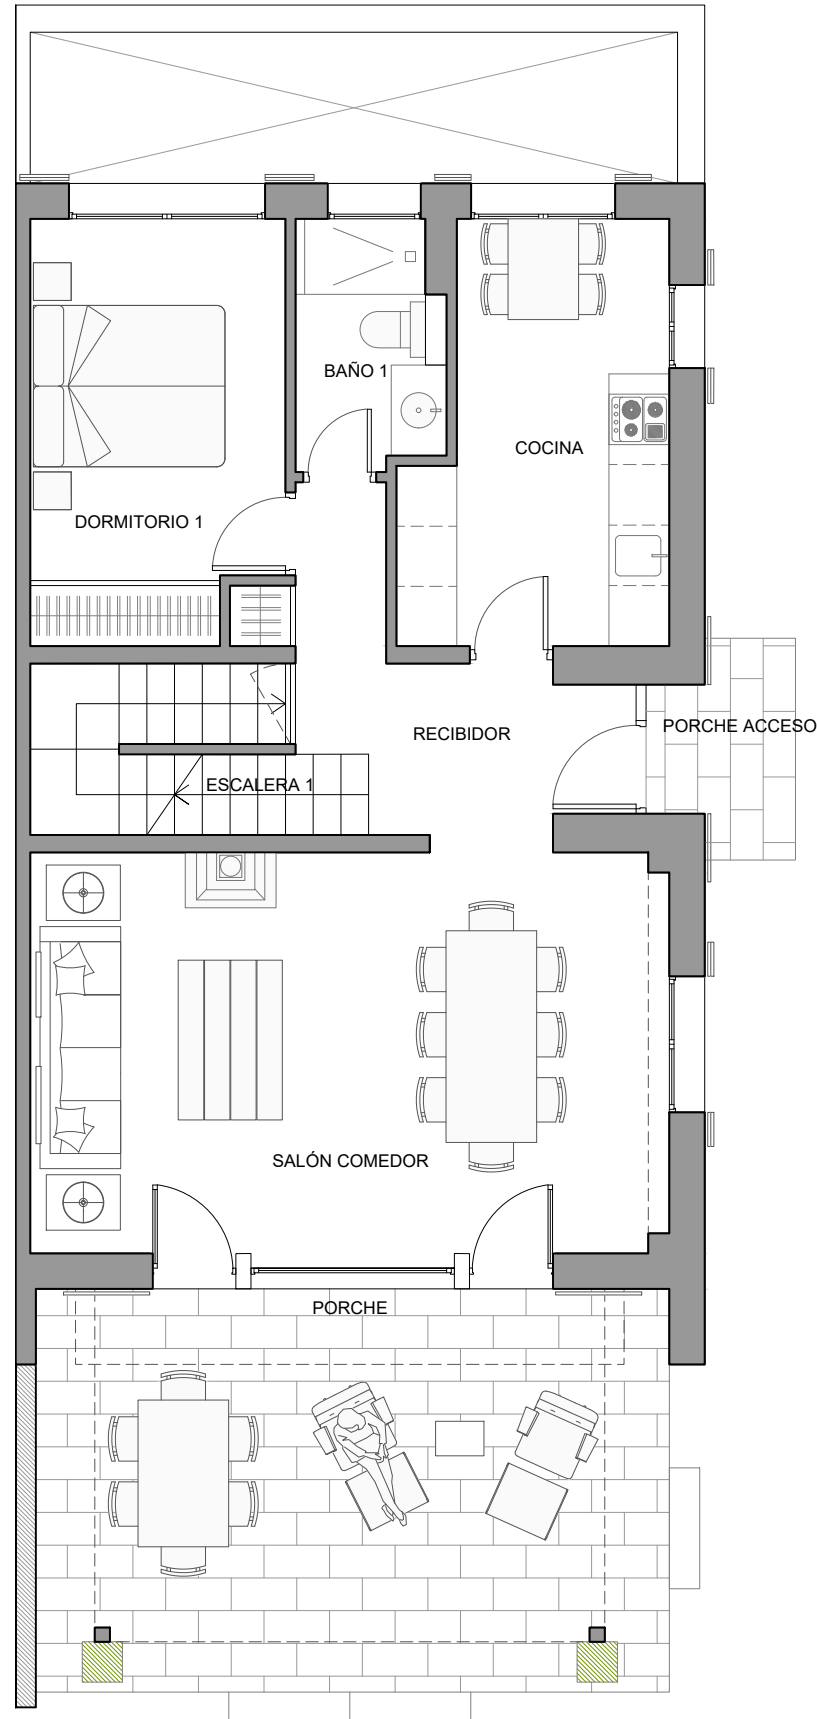 BAÑO 1
COCINA
DORMITORIO 1
RECIBIDOR
PORCHE ACCESO
ESCALERA 1
SALÓN COMEDOR
PORCHE